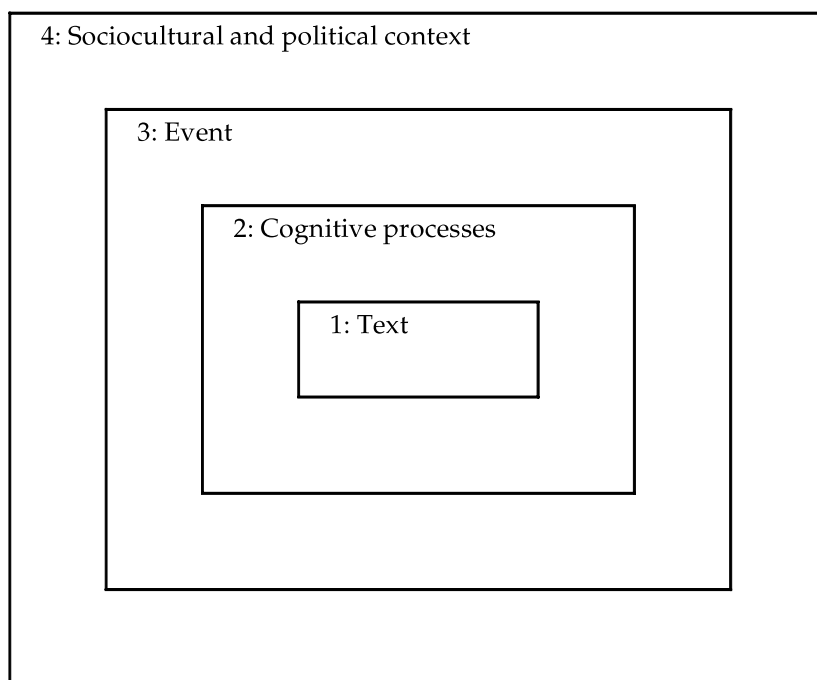 4: Sociocultural and political context
3: Event
2: Cognitive processes
1: Text